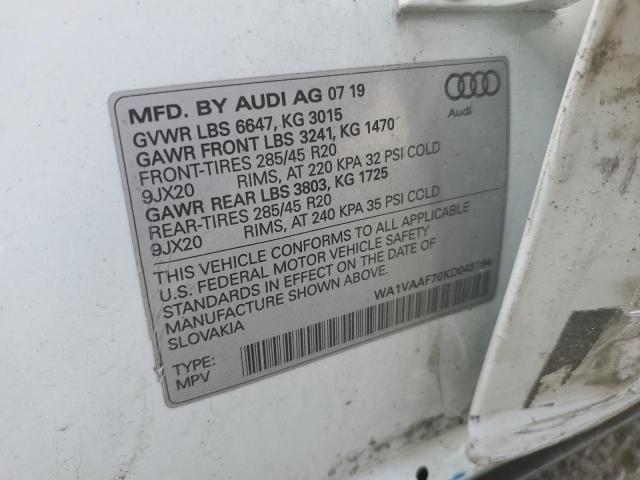 MFD. BY AUDI AG 07 19
GVWR LBS 6647, KG 3015
GAWR FRONT LBS 3241, KG 1470
FRONT-TIRES 285/45 R20
9JX20 RIMS, AT 220 KPA 32 PSI COLD
GAWR REAR LBS 3803, KG 1725
REAR-TIRES 285/45 R20
9JX20 RIMS, AT 240 KPA 35 PSI COLD
Audi
THIS VEHICLE CONFORMS TO ALL APPLICABLE
U.S. FEDERAL MOTOR VEHICLE SAFETY
STANDARDS IN EFFECT ON THE DATE OF
MANUFACTURE SHOWN ABOVE.
SLOVAKIA
WA1VAAF70KD048164
TYPE:
MPV